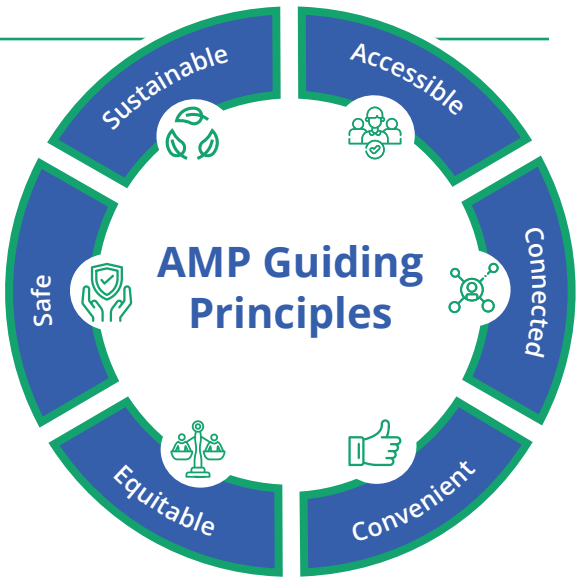 Sustainable
Accessible
Connected
Convenient
Equitable
Safe
AMP Guiding
Principles